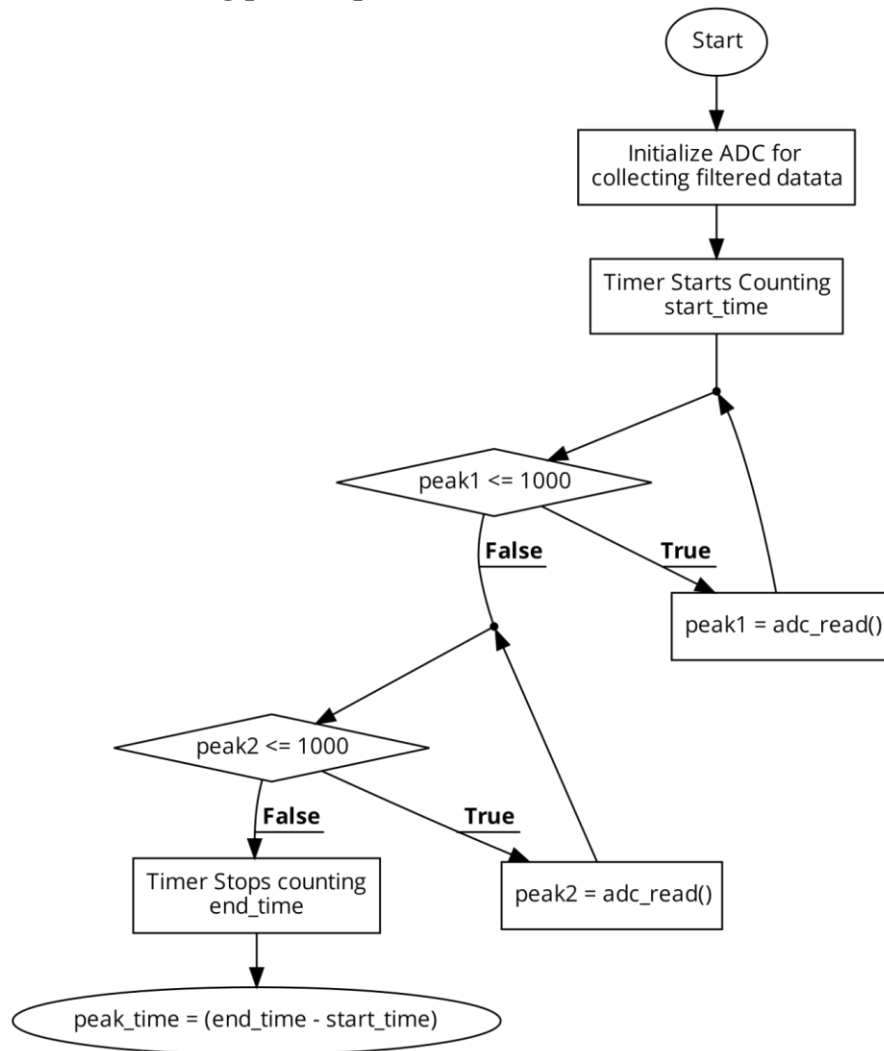 Start
Initialize ADC for
collecting filtered datata
Timer Starts Counting
start_time
peak1 <= 1000
False
True
peak1 = adc_read()
peak2 <= 1000
False
True
Timer Stops counting
end_time
peak2 = adc_read()
peak_time = (end_time - start_time)